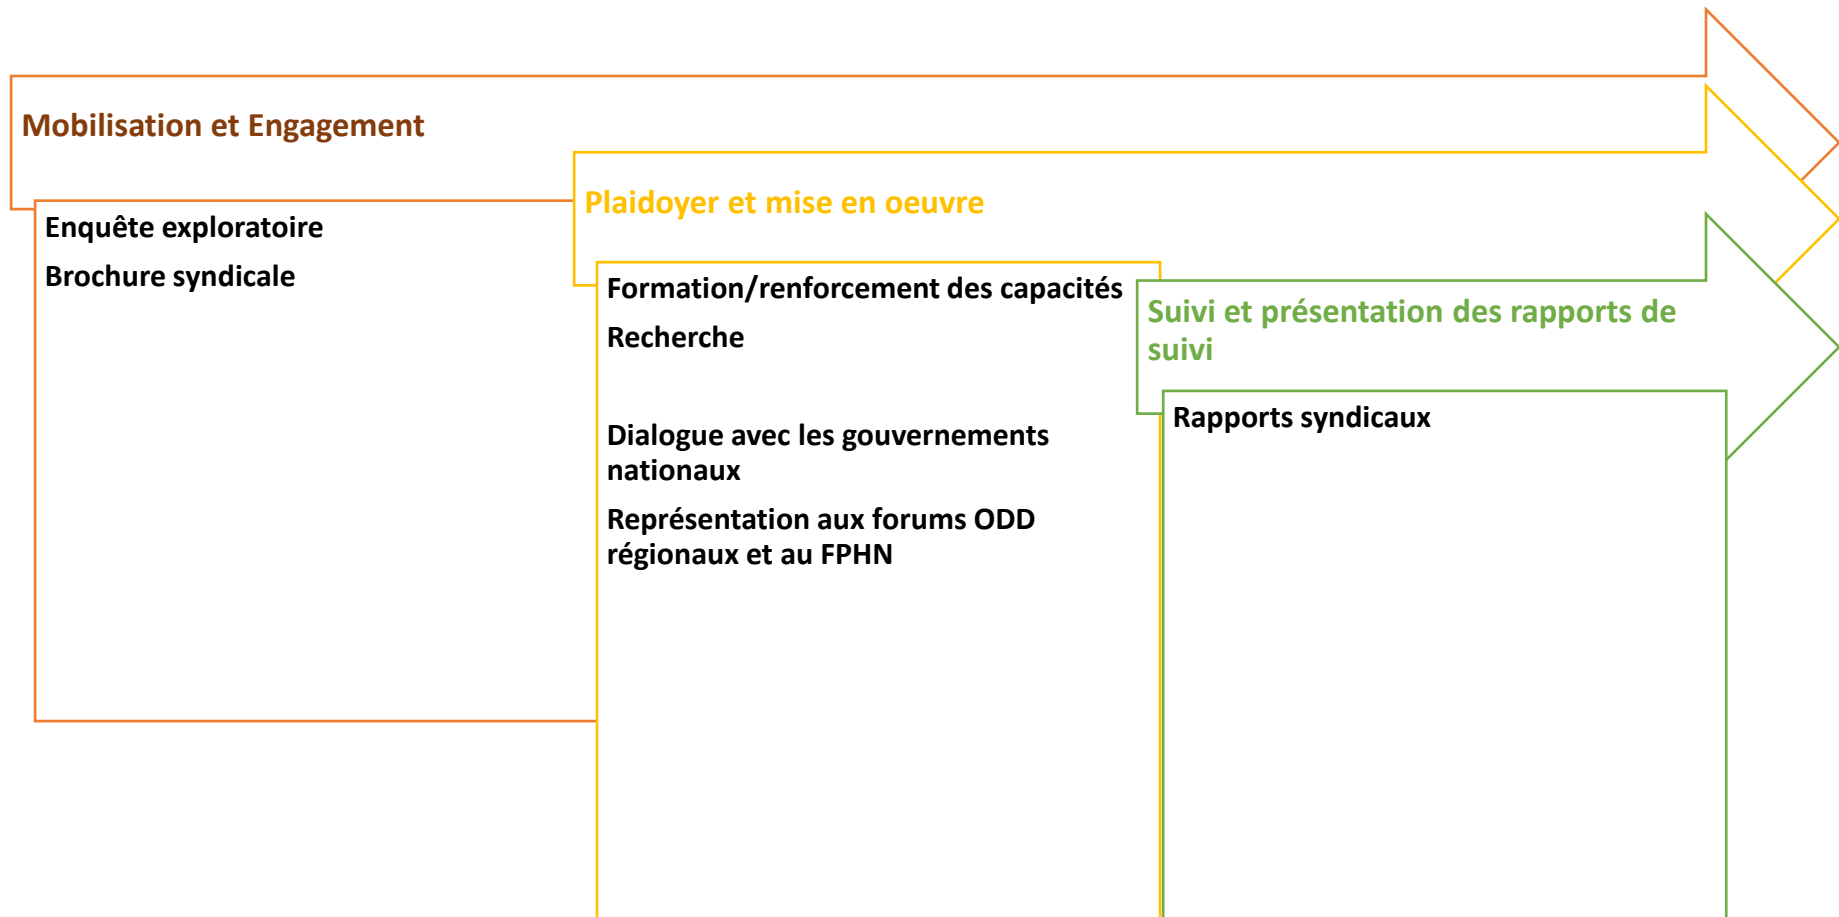 Mobilisation et Engagement
Enquête exploratoire
Brochure syndicale
Plaidoyer et mise en oeuvre
Formation/renforcement des capacités
Recherche
Dialogue avec les gouvernements
nationaux
Représentation aux forums ODD
régionaux et au FPHN
Suivi et présentation des rapports de
suivi
Rapports syndicaux